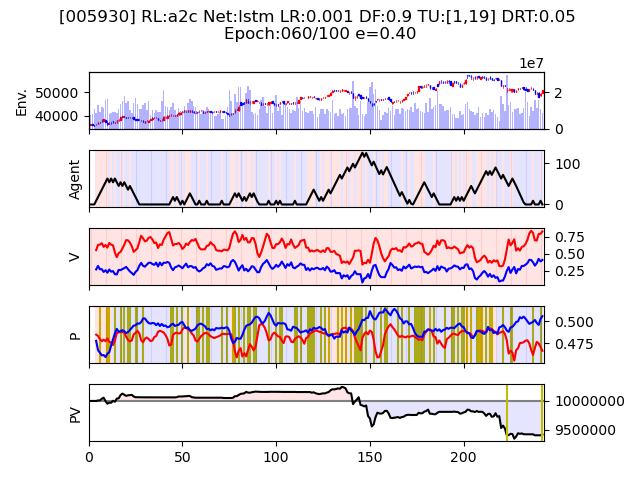 [005930] RL:a2c Net:lstm LR:0.001 DF:0.9 TU:[1,19] DRT:0.05
Epoch:060/100 e=0.40
1e7
Env.
50000
40000
2
0
Agent
100
0
V
0.75
0.50
0.25
P
0.500
0.475
PV
10000000
9500000
0
50
100
150
200